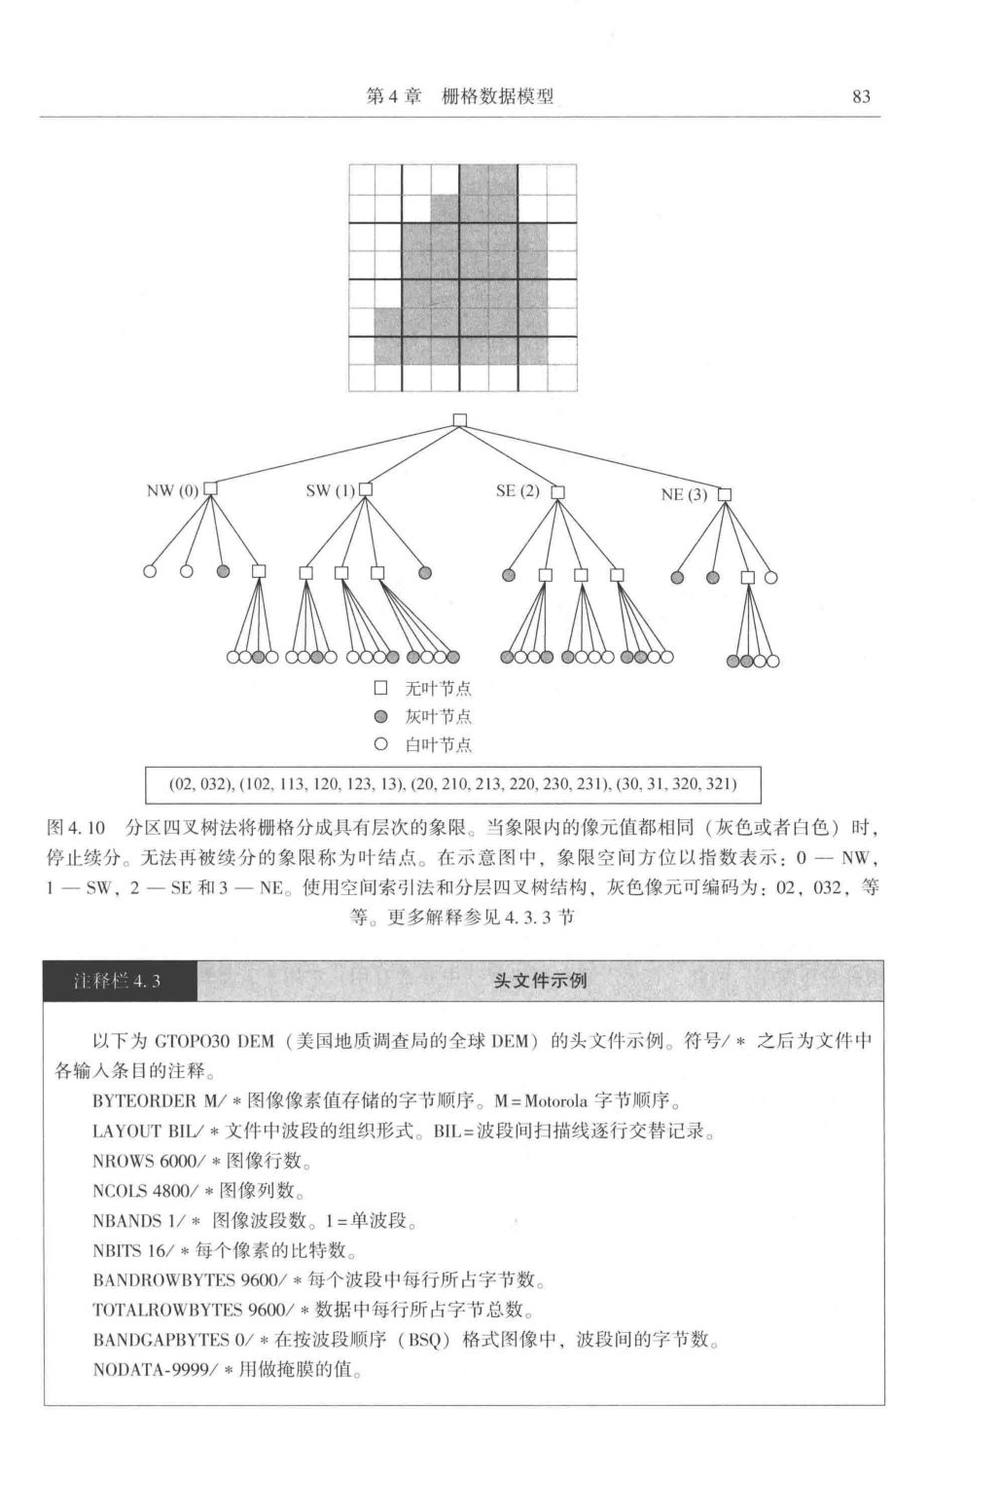 第 4 章 栅格数据模型 83
NW (0) SW (1) SE (2) NE (3)
无叶节点
灰叶节点
白叶节点
(02, 032), (102, 113, 120, 123, 13), (20, 210, 213, 220, 230, 231), (30, 31, 320, 321)
图 4. 10 分区四叉树法将栅格分成具有层次的象限。当象限内的像元值都相同（灰色或者白色）时，
停止续分。无法再被续分的象限称为叶结点。在示意图中，象限空间方位以指数表示：0 — NW，
1 — SW，2 — SE 和 3 — NE。使用空间索引法和分层四叉树结构，灰色像元可编码为：02，032，等
等。更多解释参见 4. 3. 3 节
注释栏 4. 3 头文件示例
以下为 GTOPO30 DEM（美国地质调查局的全球 DEM）的头文件示例。符号/ * 之后为文件中
各输入条目的注释。
BYTEORDER M/ * 图像像素值存储的字节顺序。M = Motorola 字节顺序。
LAYOUT BIL/ * 文件中波段的组织形式。BIL = 波段间扫描线逐行交替记录。
NROWS 6000/ * 图像行数。
NCOLS 4800/ * 图像列数。
NBANDS 1/ * 图像波段数。1 = 单波段。
NBITS 16/ * 每个像素的比特数。
BANDROWBYTES 9600/ * 每个波段中每行所占字节数。
TOTALROWBYTES 9600/ * 数据中每行所占字节总数。
BANDGAPBYTES 0/ * 在按波段顺序（BSQ）格式图像中，波段间的字节数。
NODATA-9999/ * 用做掩膜的值。